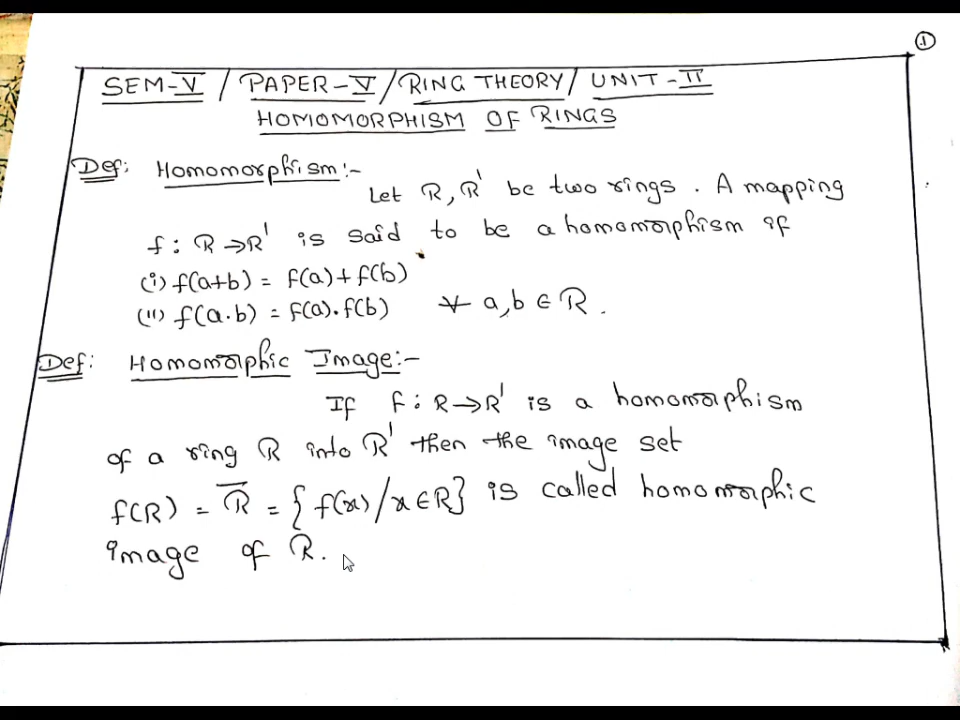 ①
SEM-V / PAPER-V / RING THEORY / UNIT-II
HOMOMORPHISM OF RINGS
Def: Homomorphism:-
Let R, R' be two rings. A mapping
f: R→R' is said to be a homomorphism if
(i) f(a+b) = f(a)+f(b)
(ii) f(a·b) = f(a).f(b) ∀ a,b ∈ R.
Def: Homomorphic Image:-
If f: R→R' is a homomorphism
of a ring R into R' then the image set
f(R) = R̅ = {f(x)/x∈R} is called homomorphic
image of R.